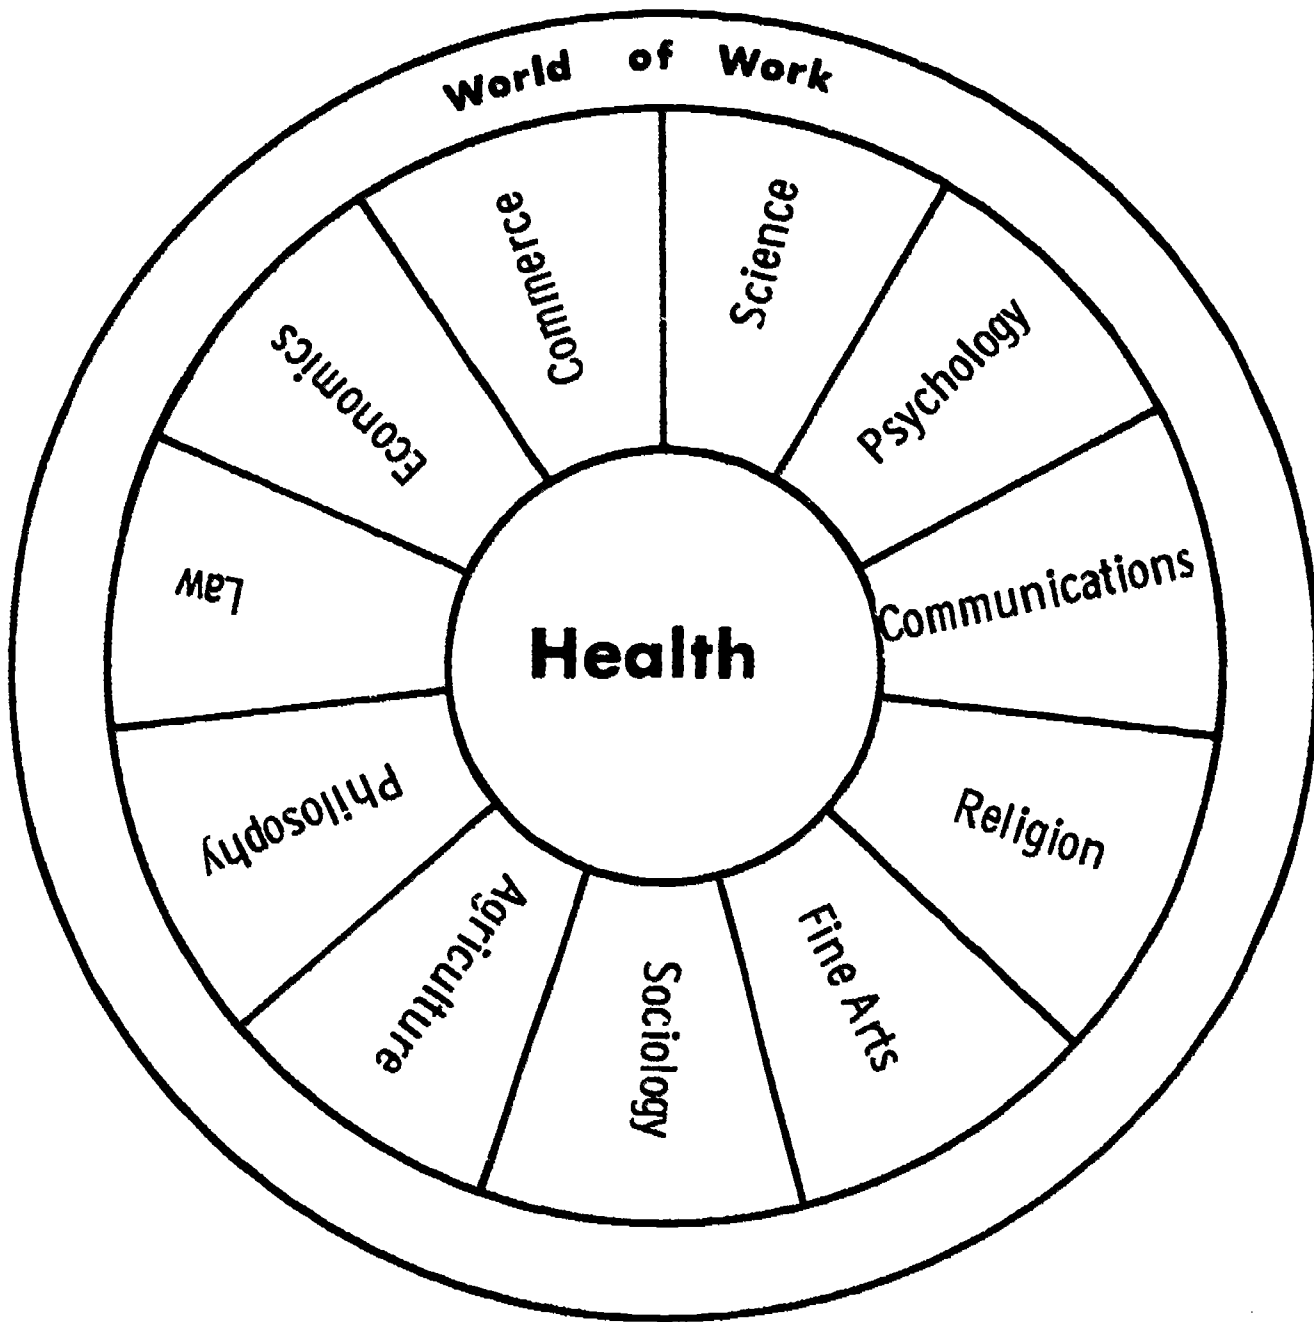 World of Work
Science
Psychology
Communications
Religion
Fine Arts
Sociology
Agriculture
Philosophy
Law
Economics
Commerce
Health